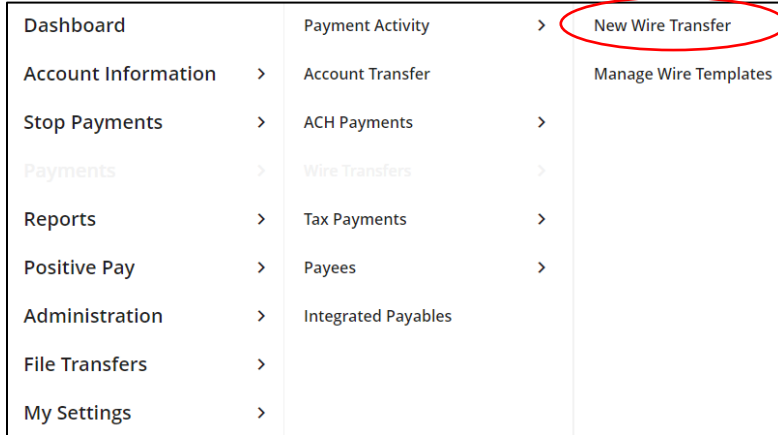 Dashboard
Account Information >
Stop Payments >
Payments >
Reports >
Positive Pay >
Administration >
File Transfers >
My Settings >
Payment Activity >
Account Transfer
ACH Payments >
Wire Transfers >
Tax Payments >
Payees >
Integrated Payables
New Wire Transfer
Manage Wire Templates